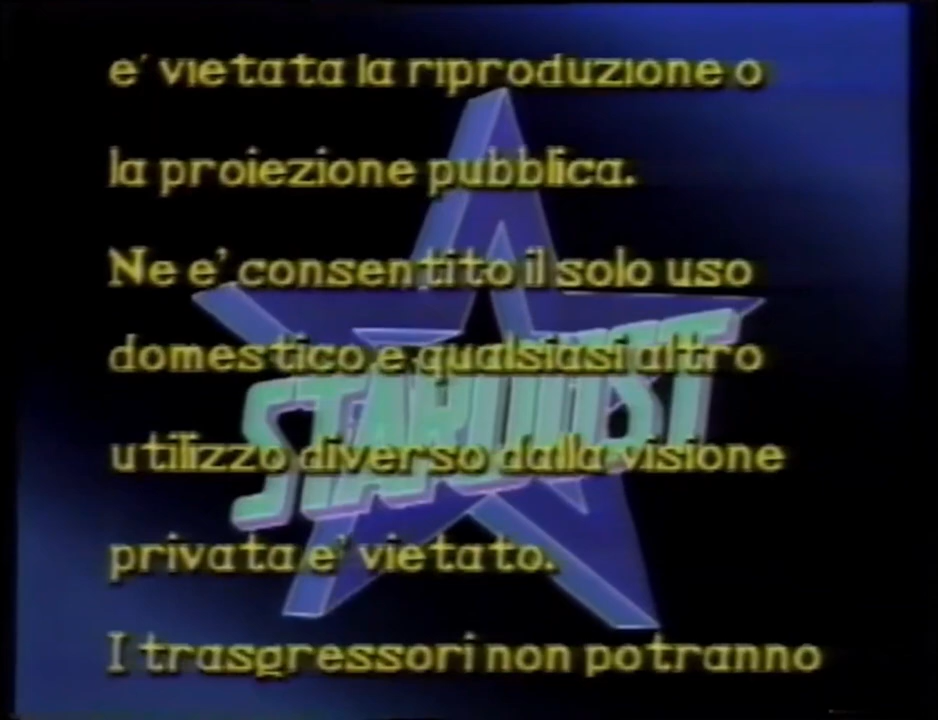 e' vietata la riproduzione o
la proiezione pubblica.
Ne e' consentito il solo uso
domestico e qualsiasi altro
STARDUST
utilizzo diverso dalla visione
privata e' vietato.
I trasgressori non potranno